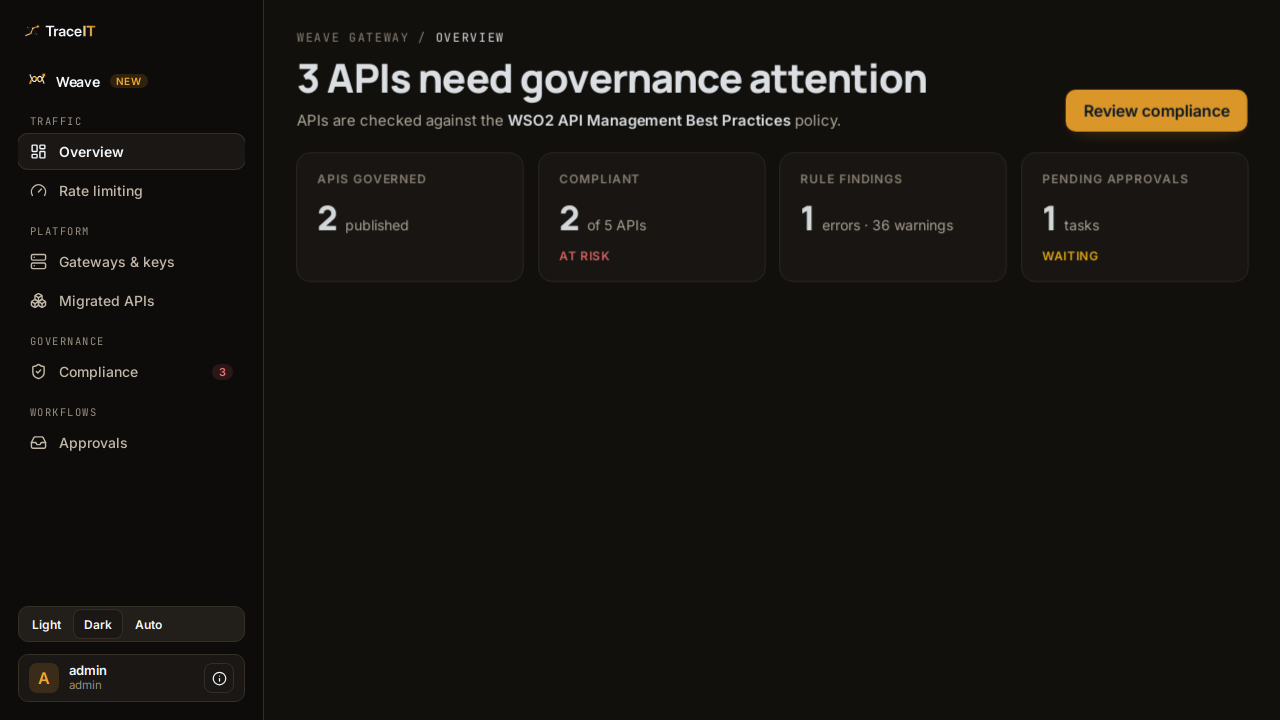 TraceIT
Weave NEW
TRAFFIC
Overview
Rate limiting
PLATFORM
Gateways & keys
Migrated APIs
GOVERNANCE
Compliance 3
WORKFLOWS
Approvals
Light Dark Auto
A admin
admin
WEAVE GATEWAY / OVERVIEW
3 APIs need governance attention
APIs are checked against the WSO2 API Management Best Practices policy.
Review compliance
APIS GOVERNED
2 published
COMPLIANT
2 of 5 APIs
AT RISK
RULE FINDINGS
1 errors · 36 warnings
PENDING APPROVALS
1 tasks
WAITING